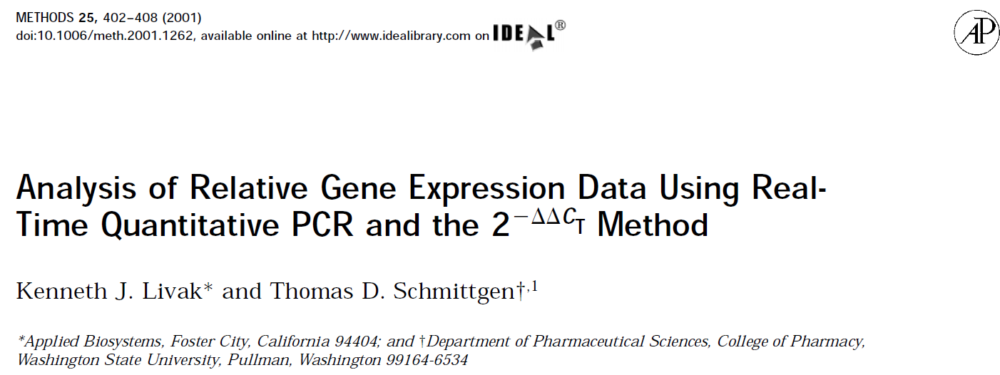 METHODS 25, 402–408 (2001)
doi:10.1006/meth.2001.1262, available online at http://www.idealibrary.com on IDEAL®
AP
Analysis of Relative Gene Expression Data Using Real-
Time Quantitative PCR and the 2−ΔΔCT Method
Kenneth J. Livak* and Thomas D. Schmittgen†,1
*Applied Biosystems, Foster City, California 94404; and †Department of Pharmaceutical Sciences, College of Pharmacy,
Washington State University, Pullman, Washington 99164-6534